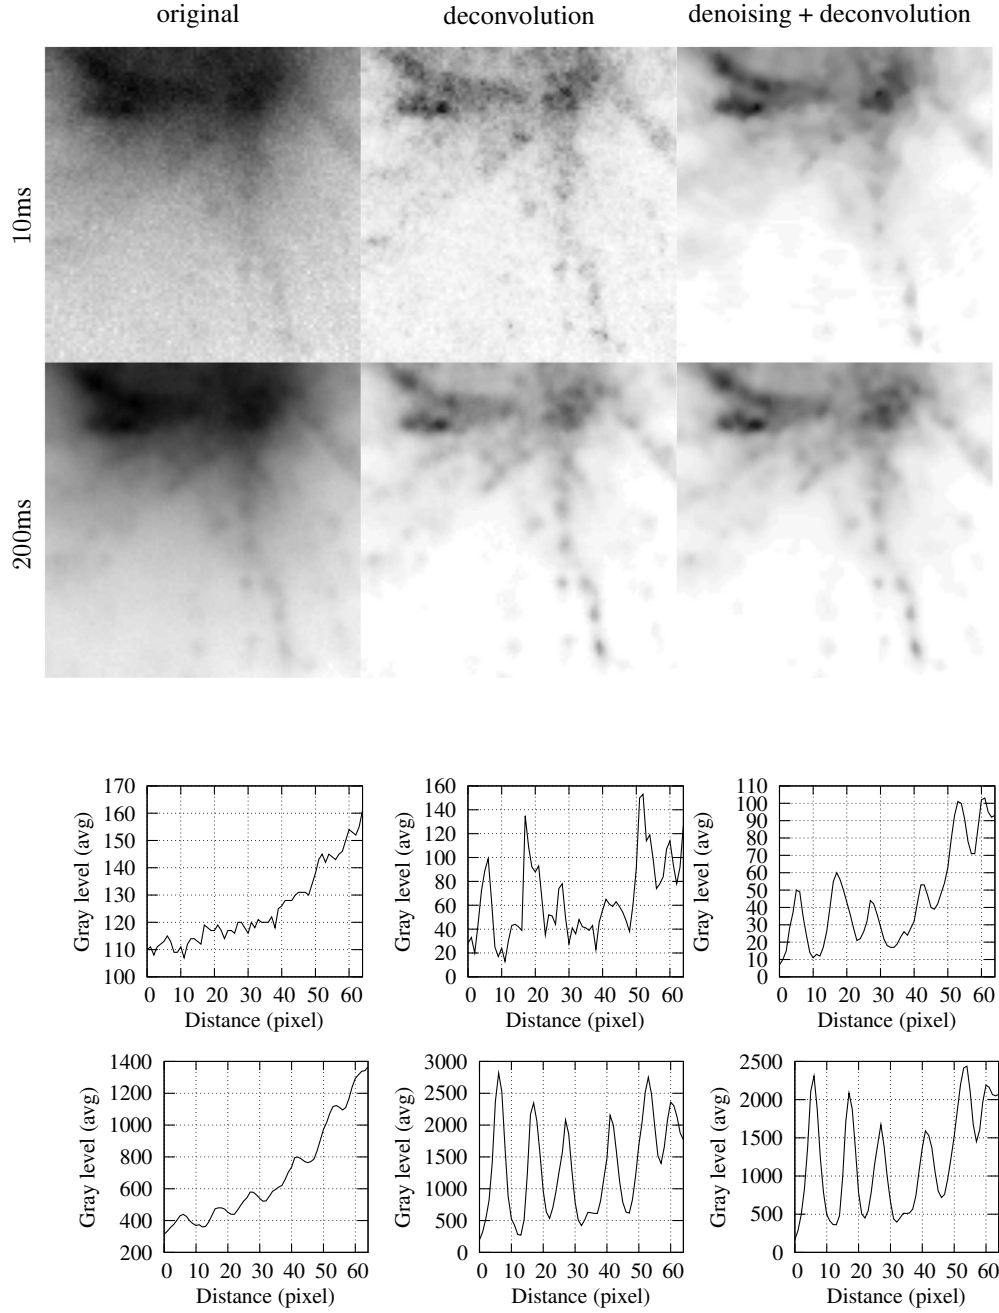 original deconvolution denoising + deconvolution
10ms
200ms
170
160
150
140
130
120
110
100
0 10 20 30 40 50 60
Gray level (avg)
Distance (pixel)
160
140
120
100
80
60
40
20
0
0 10 20 30 40 50 60
Gray level (avg)
Distance (pixel)
110
100
90
80
70
60
50
40
30
20
10
0
0 10 20 30 40 50 60
Gray level (avg)
Distance (pixel)
1400
1200
1000
800
600
400
200
0 10 20 30 40 50 60
Gray level (avg)
Distance (pixel)
3000
2500
2000
1500
1000
500
0
0 10 20 30 40 50 60
Gray level (avg)
Distance (pixel)
2500
2000
1500
1000
500
0
0 10 20 30 40 50 60
Gray level (avg)
Distance (pixel)